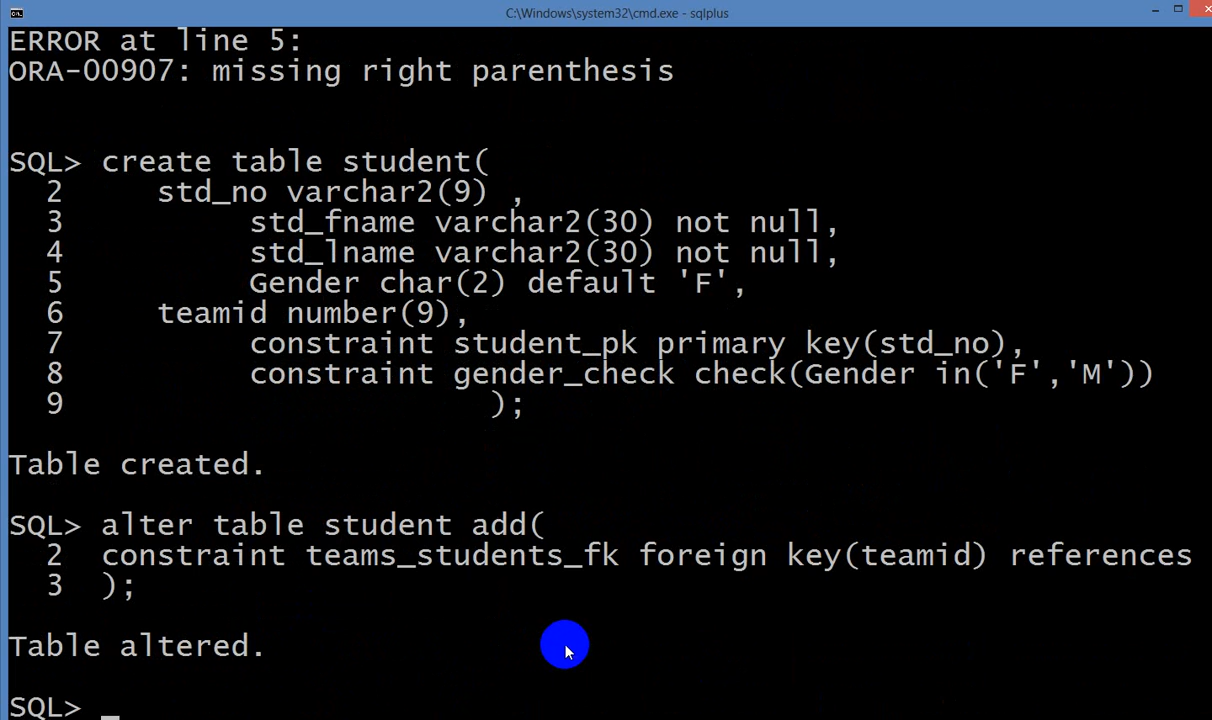 C:\Windows\system32\cmd.exe - sqlplus
ERROR at line 5:
ORA-00907: missing right parenthesis
SQL> create table student(
2 std_no varchar2(9) ,
3 std_fname varchar2(30) not null,
4 std_lname varchar2(30) not null,
5 Gender char(2) default 'F',
6 teamid number(9),
7 constraint student_pk primary key(std_no),
8 constraint gender_check check(Gender in('F','M'))
9 );
Table created.
SQL> alter table student add(
2 constraint teams_students_fk foreign key(teamid) references
3 );
Table altered.
SQL> _